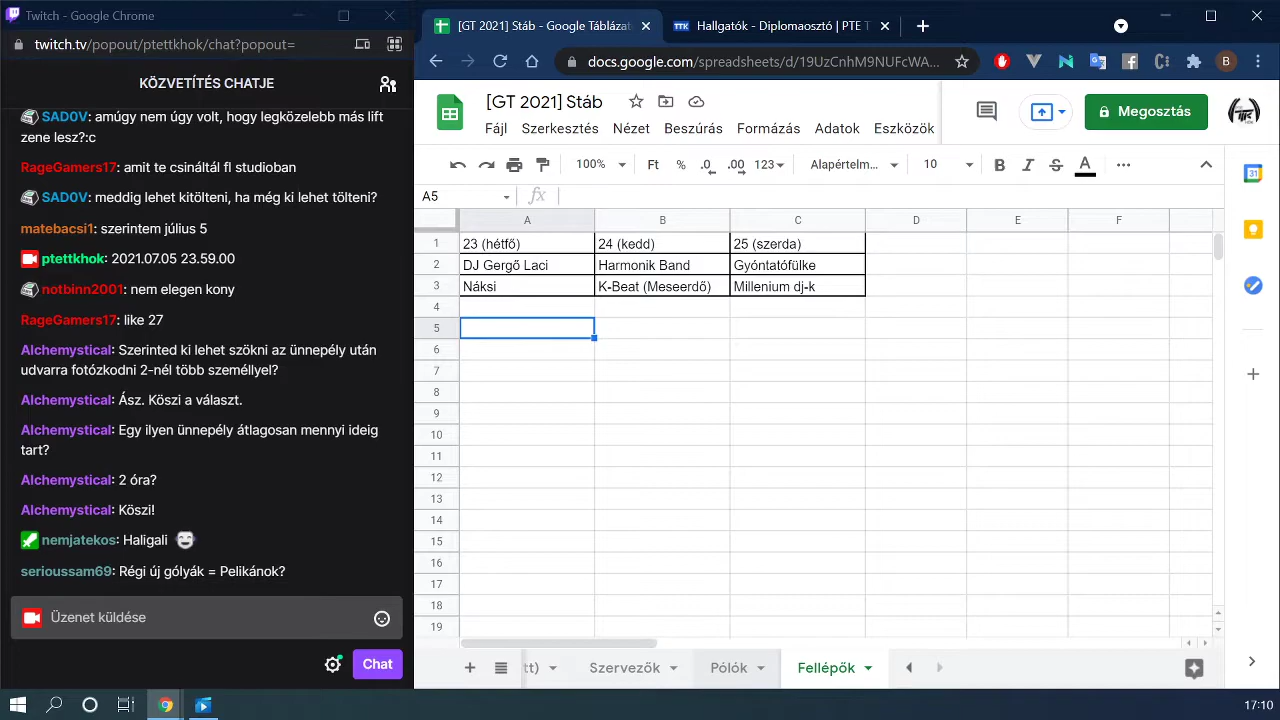 Twitch - Google Chrome
twitch.tv/popout/ptettkhok/chat?popout=
KÖZVETÍTÉS CHATJE
SAD0V: amúgy nem úgy volt, hogy legközelebb más lift
zene lesz?:c
RageGamers17: amit te csináltál fl studioban
SAD0V: meddig lehet kitölteni, ha még ki lehet tölteni?
matebacsi1: szerintem július 5
ptettkhok: 2021.07.05 23.59.00
notbinn2001: nem elegen kony
RageGamers17: like 27
Alchemystical: Szerinted ki lehet szökni az ünnepély után
udvarra fotózkodni 2-nél több személlyel?
Alchemystical: Ász. Köszi a választ.
Alchemystical: Egy ilyen ünnepély átlagosan mennyi ideig
tart?
Alchemystical: 2 óra?
Alchemystical: Köszi!
nemjatekos: Haligali
serioussam69: Régi új gólyák = Pelikánok?
Üzenet küldése
Chat
[GT 2021] Stáb - Google Táblázat
Hallgatók - Diplomaosztó | PTE T
docs.google.com/spreadsheets/d/19UzCnhM9NUFcWA...
B
[GT 2021] Stáb
Megosztás
Fájl Szerkesztés Nézet Beszúrás Formázás Adatok Eszközök
100% Ft % .0 .00 123 Alapértelm... 10 B I S A
A5 fx
A B C D E F
1 23 (hétfő) 24 (kedd) 25 (szerda)
2 DJ Gergő Laci Harmonik Band Gyóntatófülke
3 Náksi K-Beat (Meseerdő) Millenium dj-k
4
5
6
7
8
9
10
11
12
13
14
15
16
17
18
19
tt) Szervezők Pólók Fellépők
31
17:10